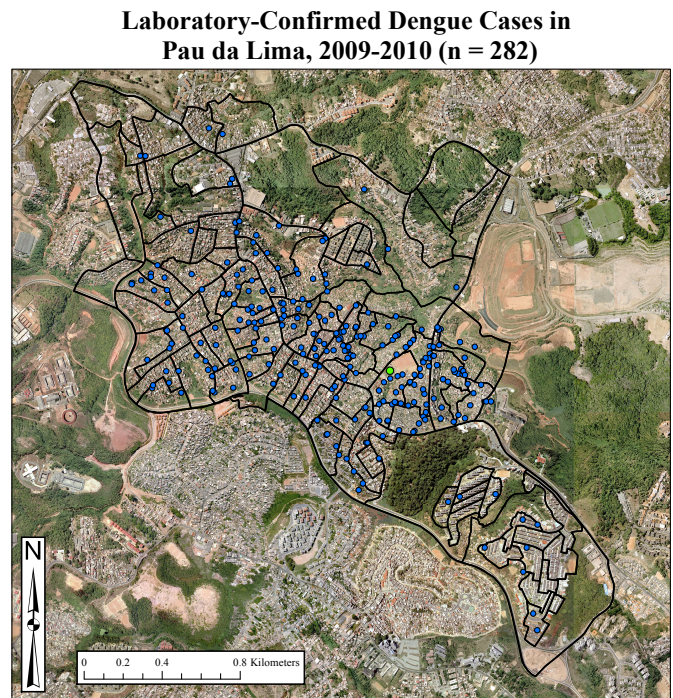 Laboratory-Confirmed Dengue Cases in
Pau da Lima, 2009-2010 (n = 282)
N
0 0.2 0.4 0.8 Kilometers